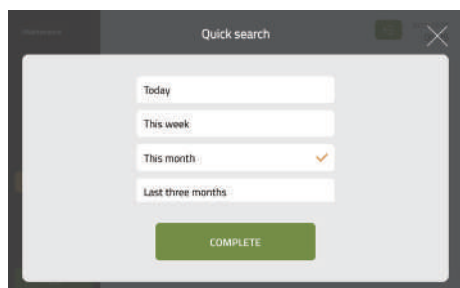 Quick search
Today
This week
This month
Last three months
COMPLETE